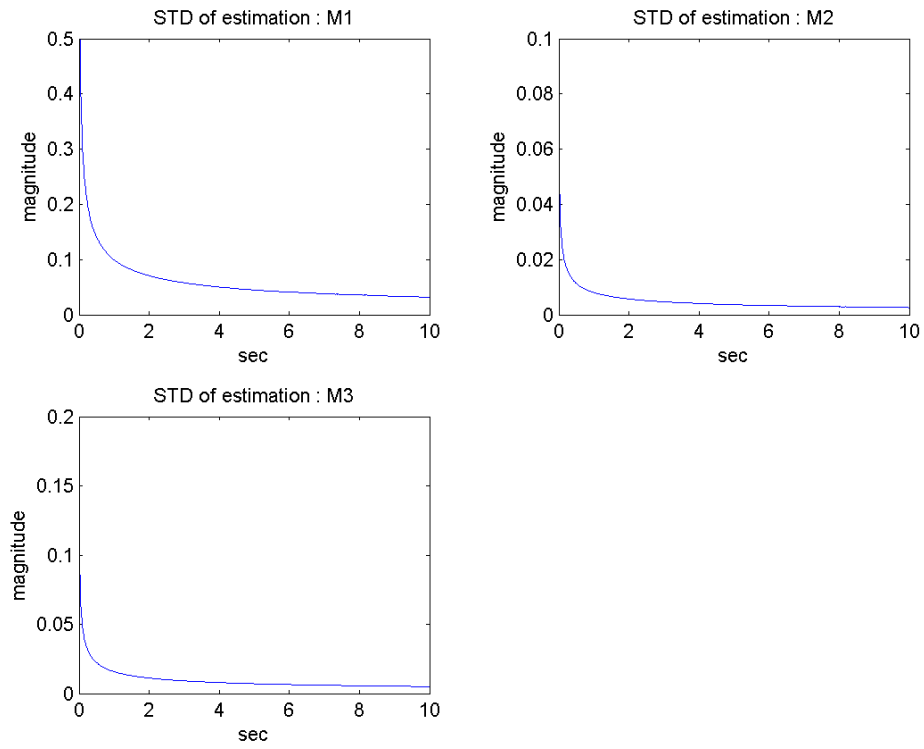 STD of estimation : M1
0.5
0.4
0.3
0.2
0.1
0
magnitude
0 2 4 6 8 10
sec
STD of estimation : M2
0.1
0.08
0.06
0.04
0.02
0
magnitude
0 2 4 6 8 10
sec
STD of estimation : M3
0.2
0.15
0.1
0.05
0
magnitude
0 2 4 6 8 10
sec